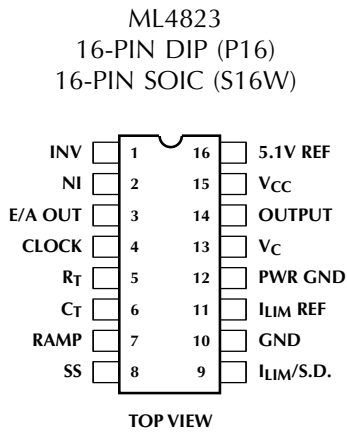 ML4823
16-PIN DIP (P16)
16-PIN SOIC (S16W)
INV 1 16 5.1V REF
NI 2 15 VCC
E/A OUT 3 14 OUTPUT
CLOCK 4 13 VC
RT 5 12 PWR GND
CT 6 11 ILIM REF
RAMP 7 10 GND
SS 8 9 ILIM/S.D.
TOP VIEW